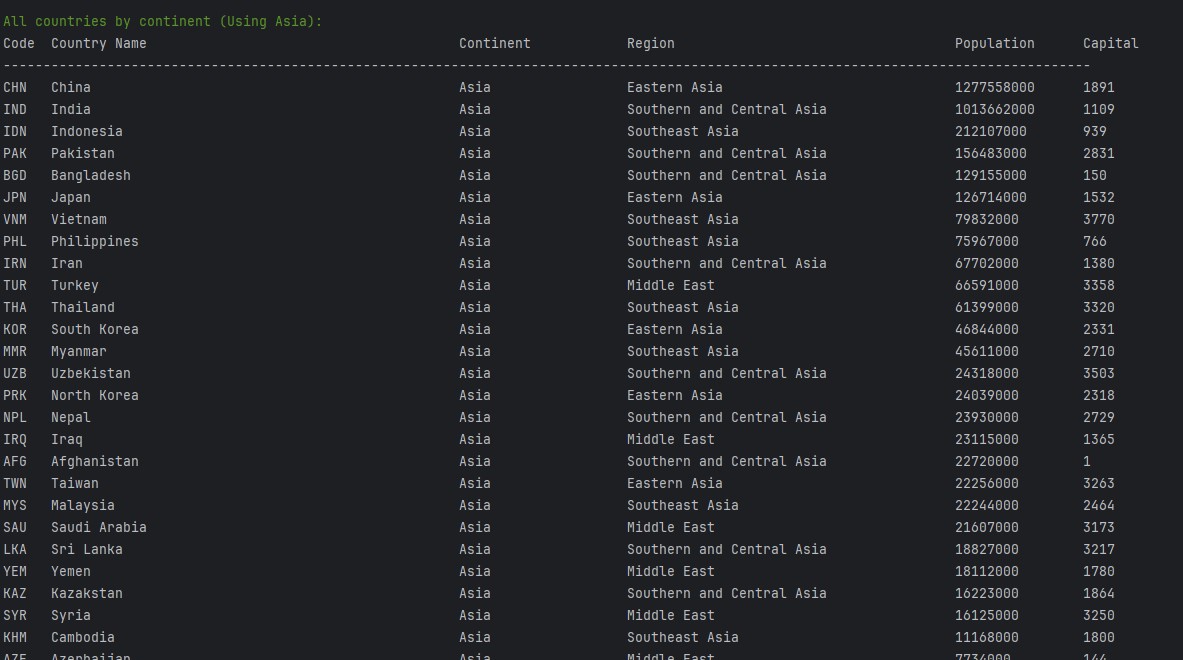 All countries by continent (Using Asia):
Code Country Name Continent Region Population Capital
----------------------------------------------------------------------------------------------------------------------------------------
CHN China Asia Eastern Asia 1277558000 1891
IND India Asia Southern and Central Asia 1013662000 1109
IDN Indonesia Asia Southeast Asia 212107000 939
PAK Pakistan Asia Southern and Central Asia 156483000 2831
BGD Bangladesh Asia Southern and Central Asia 129155000 150
JPN Japan Asia Eastern Asia 126714000 1532
VNM Vietnam Asia Southeast Asia 79832000 3770
PHL Philippines Asia Southeast Asia 75967000 766
IRN Iran Asia Southern and Central Asia 67702000 1380
TUR Turkey Asia Middle East 66591000 3358
THA Thailand Asia Southeast Asia 61399000 3320
KOR South Korea Asia Eastern Asia 46844000 2331
MMR Myanmar Asia Southeast Asia 45611000 2710
UZB Uzbekistan Asia Southern and Central Asia 24318000 3503
PRK North Korea Asia Eastern Asia 24039000 2318
NPL Nepal Asia Southern and Central Asia 23930000 2729
IRQ Iraq Asia Middle East 23115000 1365
AFG Afghanistan Asia Southern and Central Asia 22720000 1
TWN Taiwan Asia Eastern Asia 22256000 3263
MYS Malaysia Asia Southeast Asia 22244000 2464
SAU Saudi Arabia Asia Middle East 21607000 3173
LKA Sri Lanka Asia Southern and Central Asia 18827000 3217
YEM Yemen Asia Middle East 18112000 1780
KAZ Kazakstan Asia Southern and Central Asia 16223000 1864
SYR Syria Asia Middle East 16125000 3250
KHM Cambodia Asia Southeast Asia 11168000 1800
AZE Azerbaijan Asia Middle East 7734000 144